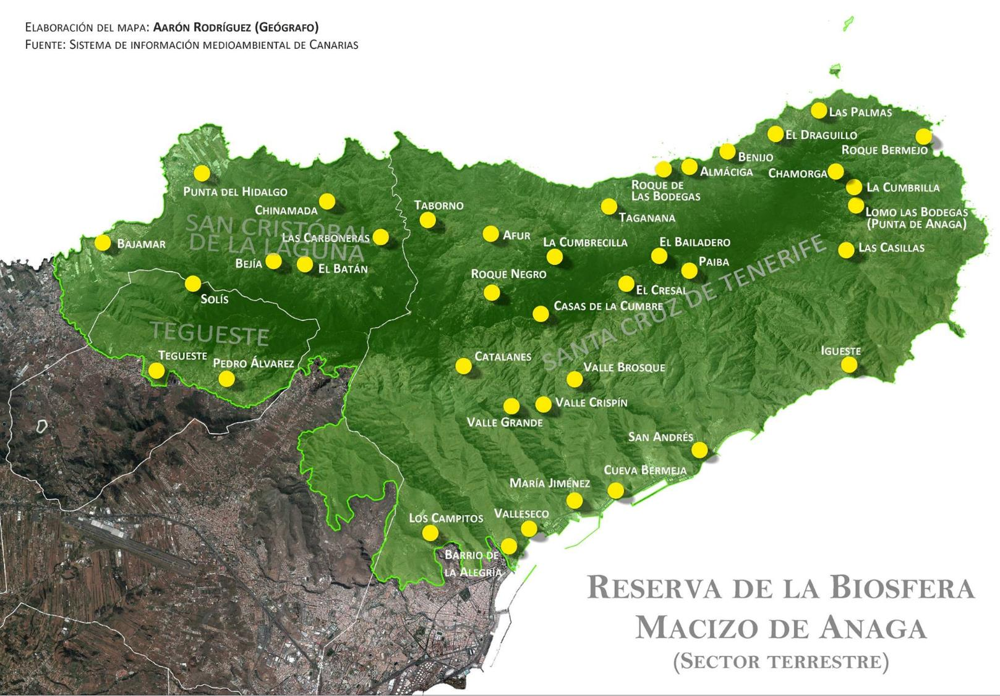 Elaboración del mapa: Aarón Rodríguez (Geógrafo)
Fuente: Sistema de información medioambiental de Canarias
Las Palmas
El Draguillo
Roque Bermejo
Benijo
Almáciga
Chamorga
Roque de
Las Bodegas
La Cumbrilla
Punta del Hidalgo
Chinamada
Taborno
Taganana
Lomo las Bodegas
(Punta de Anaga)
San Cristóbal
de la Laguna
Las Carboneras
Bajamar
Afur
La Cumbrecilla
El Bailadero
Las Casillas
Bejía
El Batán
Paiba
Roque Negro
El Cresal
Solís
Casas de la Cumbre
Santa Cruz de Tenerife
Tegueste
Tegueste
Pedro Álvarez
Catalanes
Igueste
Valle Brosque
Valle Crispín
Valle Grande
San Andrés
Cueva Bermeja
María Jiménez
Valleseco
Los Campitos
Barrio de
la Alegría
Reserva de la Biosfera
Macizo de Anaga
(Sector terrestre)